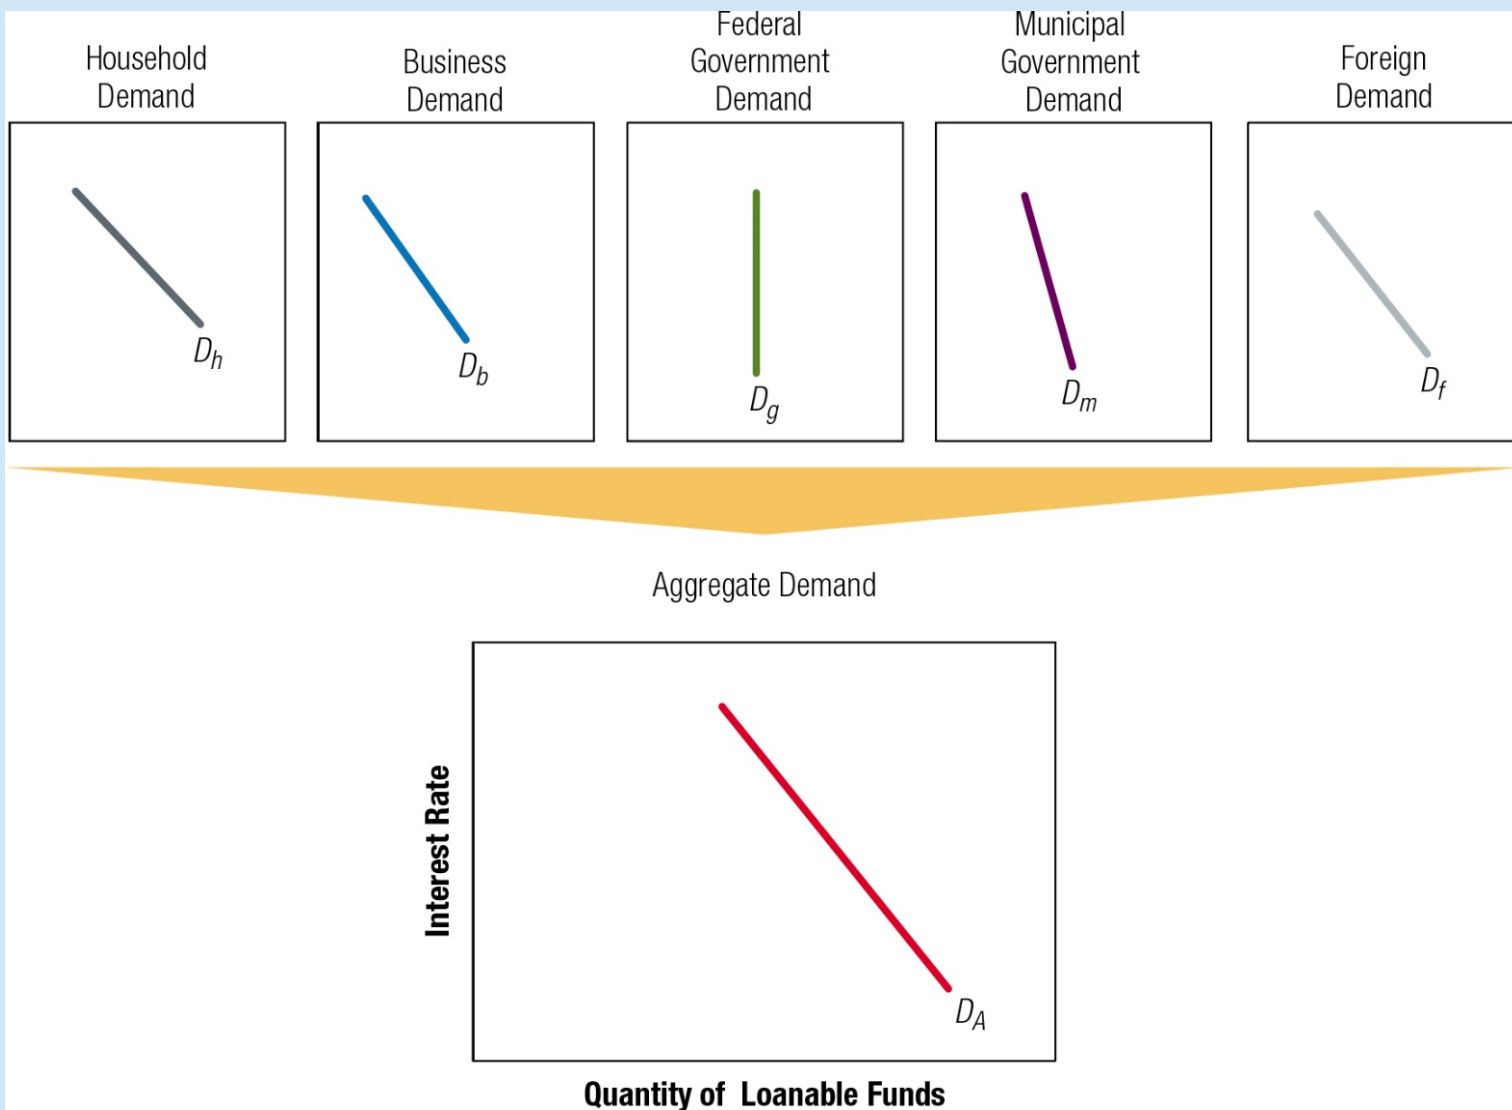 Household
Demand
Business
Demand
Federal
Government
Demand
Municipal
Government
Demand
Foreign
Demand
Dh
Db
Dg
Dm
Df
Aggregate Demand
Interest Rate
DA
Quantity of Loanable Funds